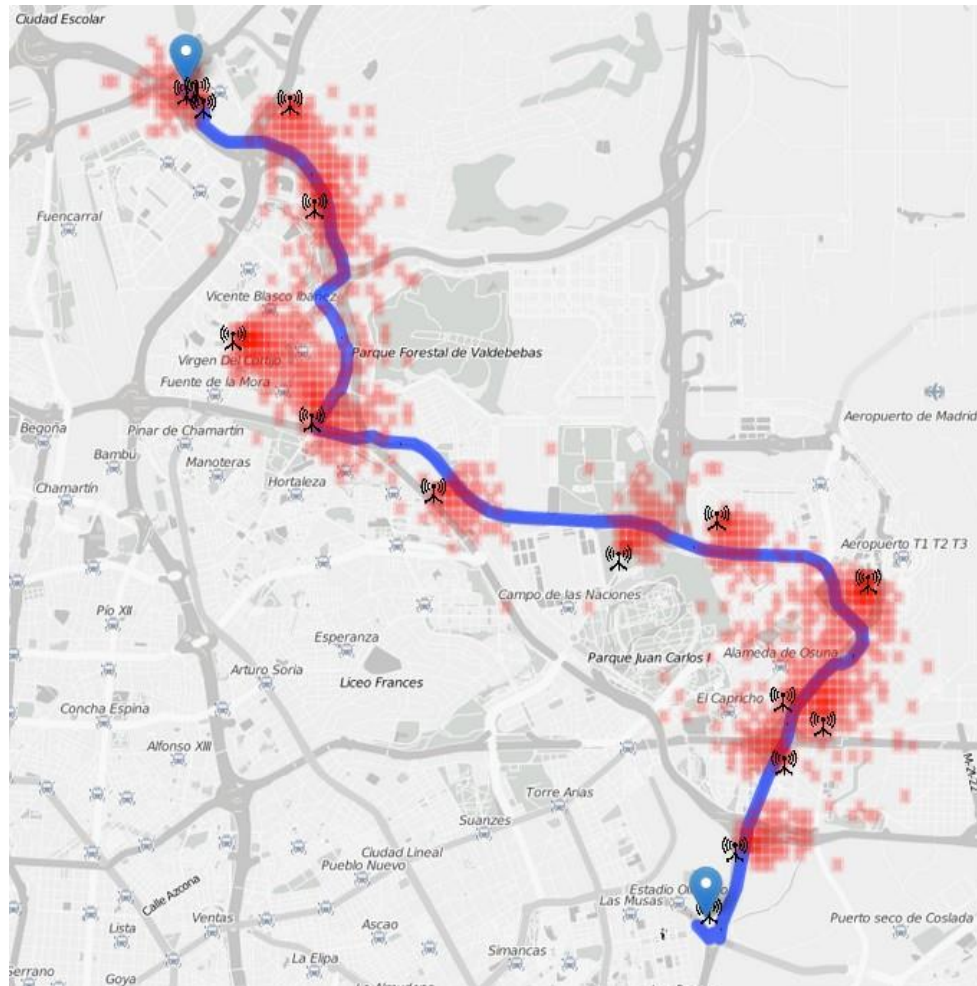 Ciudad Escolar
Fuencarral
Vicente Blasco Ibáñez
Virgen Del Cortijo
Parque Forestal de Valdebebas
Fuente de la Mora
Aeropuerto de Madrid
Begoña
Pinar de Chamartín
Bambú
Manoteras
Chamartín
Hortaleza
Aeropuerto T1 T2 T3
Campo de las Naciones
Pío XII
Esperanza
Parque Juan Carlos I
Alameda de Osuna
Arturo Soria
Liceo Frances
El Capricho
Concha Espina
Alfonso XIII
M-21
Torre Arias
Suanzes
Ciudad Lineal
Pueblo Nuevo
Calle Azcona
Estadio O
Las Musas
Ventas
Puerto seco de Coslada
Lista
Ascao
Simancas
La Elipa
Serrano
Goya